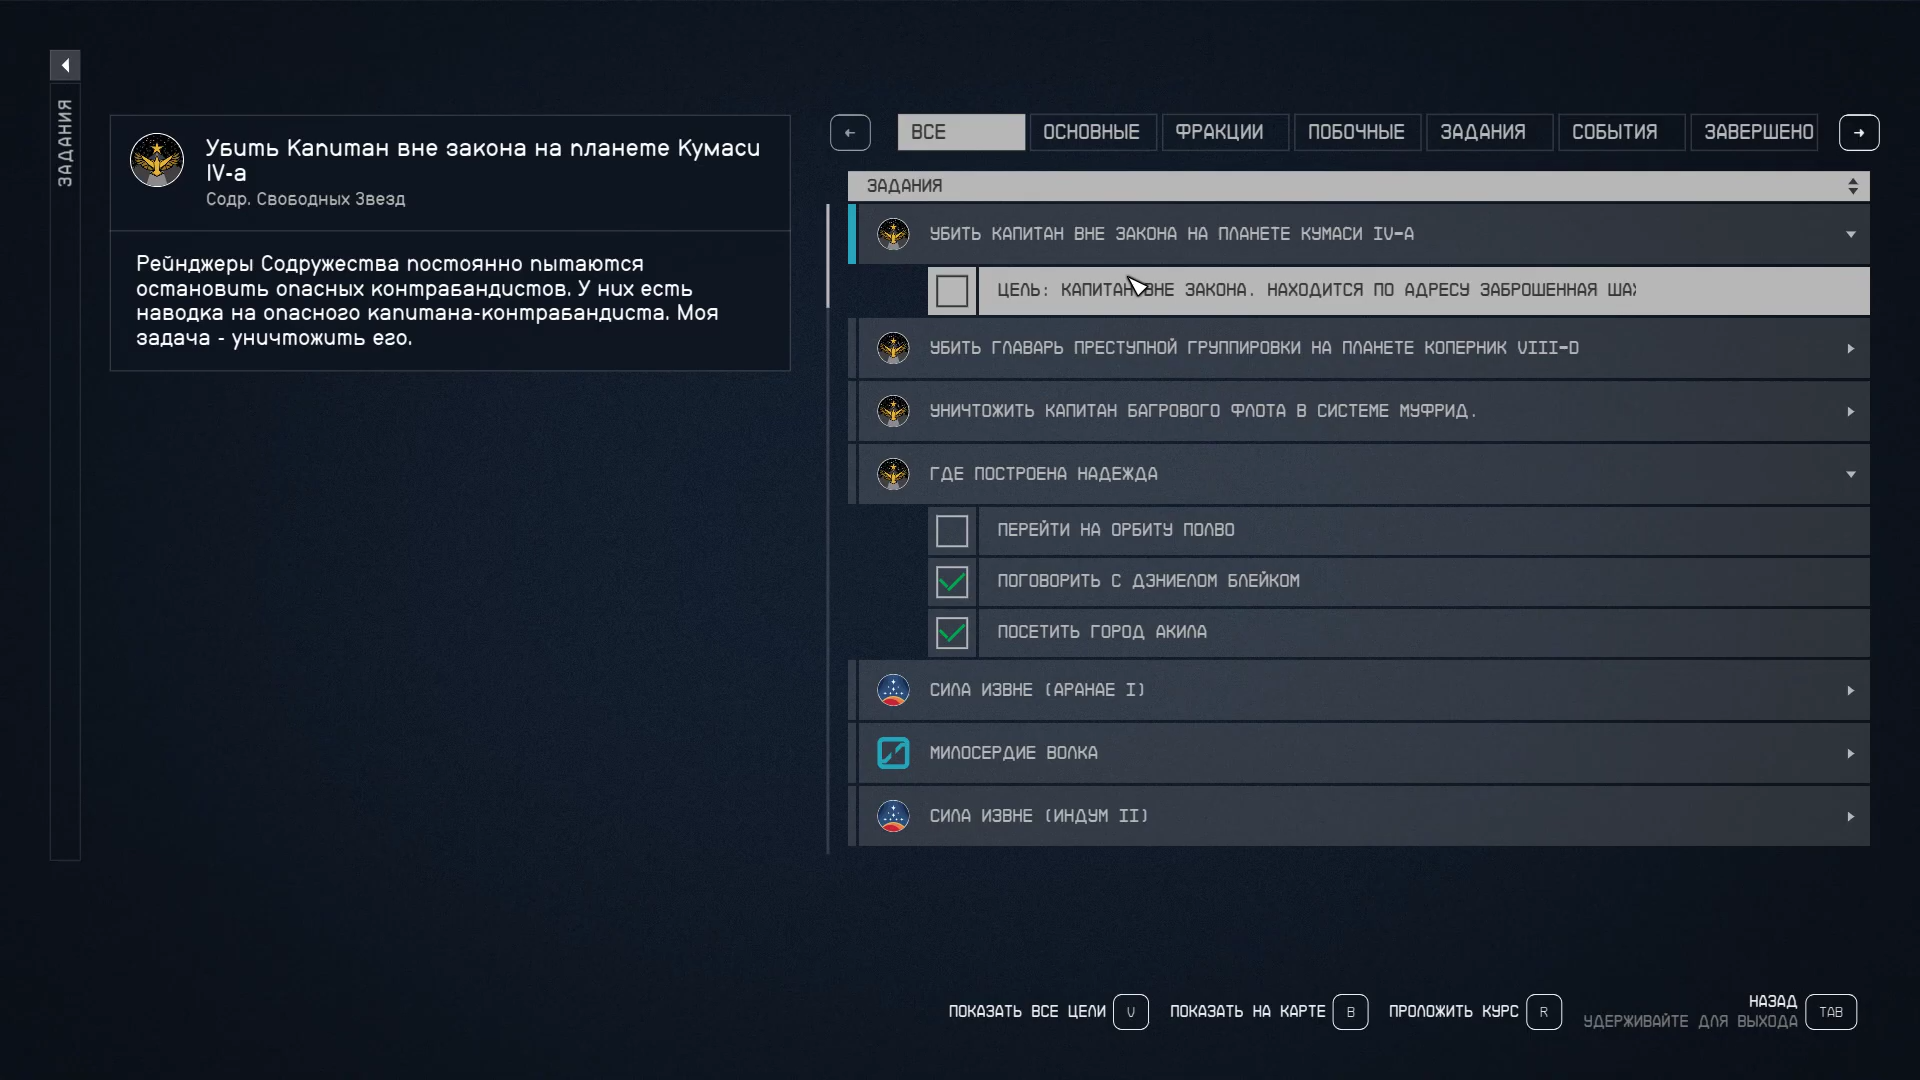 ЗАДАНИЯ
Убить Капитан вне закона на планете Кумаси
IV-a
Содр. Свободных Звезд
Рейнджеры Содружества постоянно пытаются
остановить опасных контрабандистов. У них есть
наводка на опасного капитана-контрабандиста. Моя
задача - уничтожить его.
ВСЕ
ОСНОВНЫЕ
ФРАКЦИИ
ПОБОЧНЫЕ
ЗАДАНИЯ
СОБЫТИЯ
ЗАВЕРШЕНО
ЗАДАНИЯ
УБИТЬ КАПИТАН ВНЕ ЗАКОНА НА ПЛАНЕТЕ КУМАСИ IV-A
ЦЕЛЬ: КАПИТАН ВНЕ ЗАКОНА. НАХОДИТСЯ ПО АДРЕСУ ЗАБРОШЕННАЯ ШАХ
УБИТЬ ГЛАВАРЬ ПРЕСТУПНОЙ ГРУППИРОВКИ НА ПЛАНЕТЕ КОПЕРНИК VIII-D
УНИЧТОЖИТЬ КАПИТАН БАГРОВОГО ФЛОТА В СИСТЕМЕ МУФРИД.
ГДЕ ПОСТРОЕНА НАДЕЖДА
ПЕРЕЙТИ НА ОРБИТУ ПОЛВО
ПОГОВОРИТЬ С ДЭНИЕЛОМ БЛЕЙКОМ
ПОСЕТИТЬ ГОРОД АКИЛА
СИЛА ИЗВНЕ (АРАНАЕ I)
МИЛОСЕРДИЕ ВОЛКА
СИЛА ИЗВНЕ (ИНДУМ II)
ПОКАЗАТЬ ВСЕ ЦЕЛИ V
ПОКАЗАТЬ НА КАРТЕ B
ПРОЛОЖИТЬ КУРС R
НАЗАД
УДЕРЖИВАЙТЕ ДЛЯ ВЫХОДА TAB